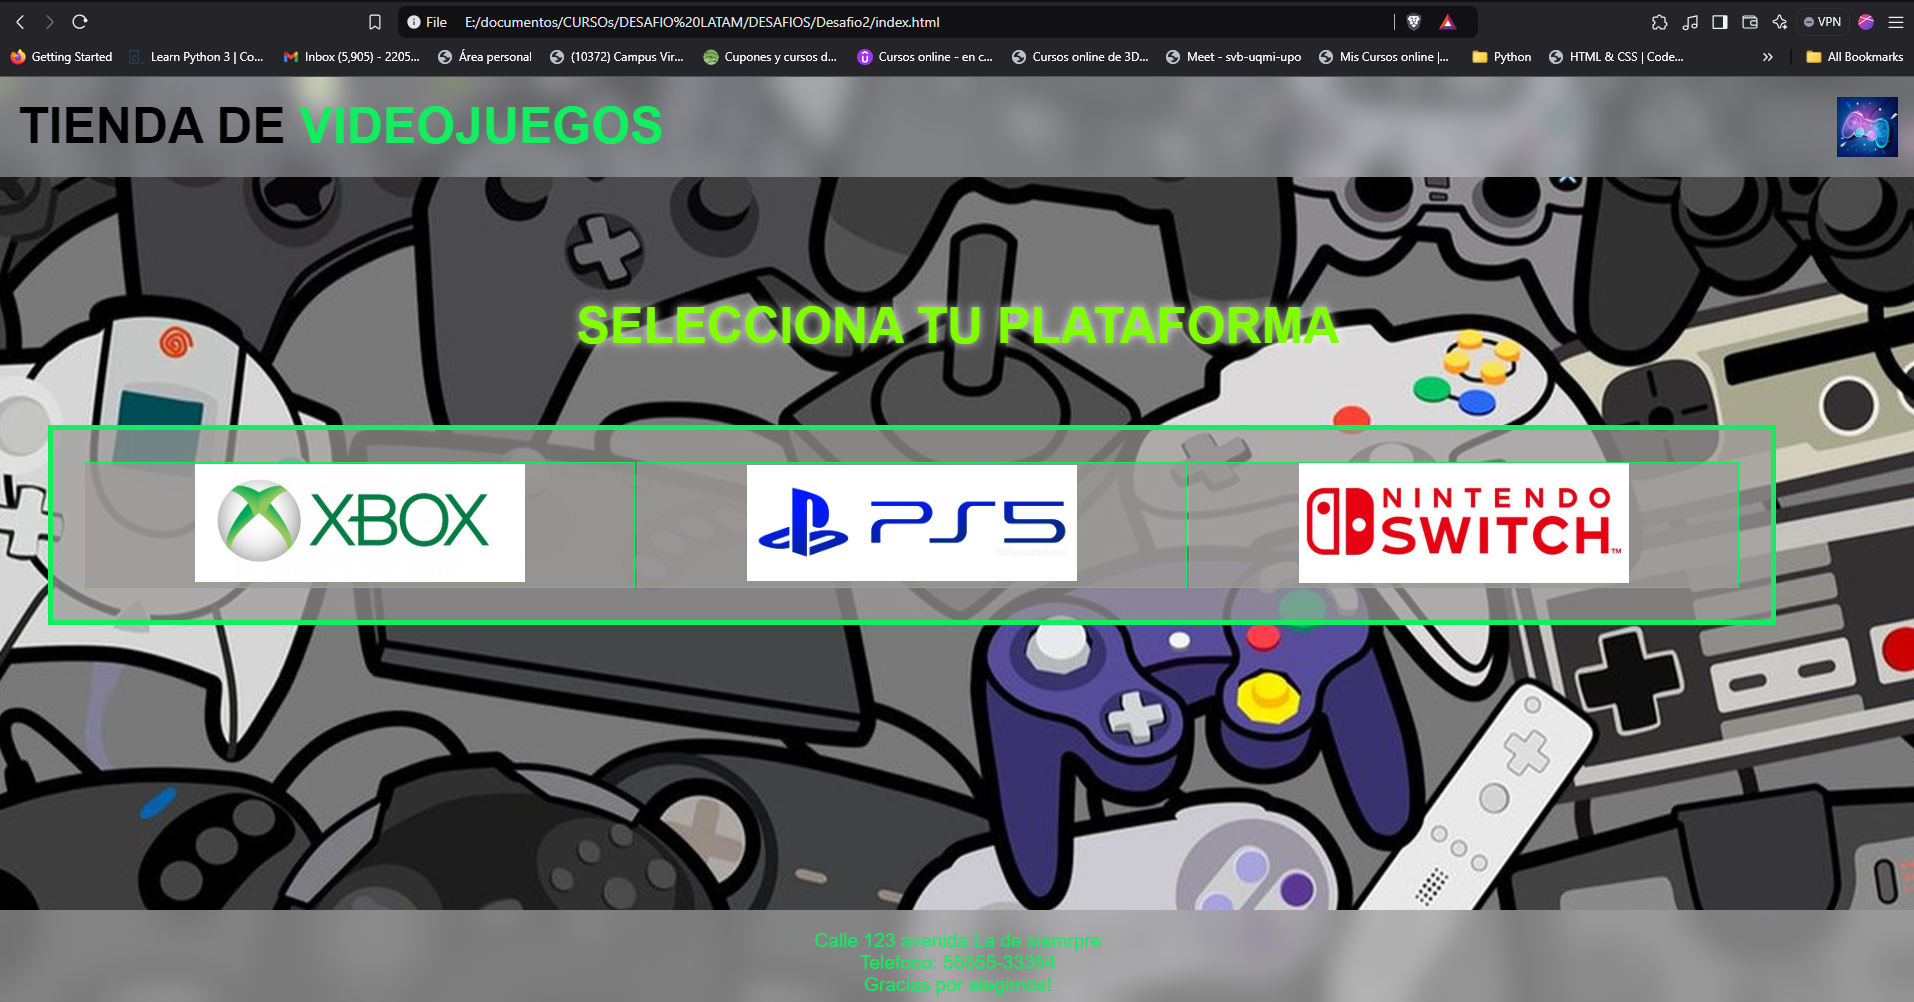 File E:/documentos/CURSOs/DESAFIO%20LATAM/DESAFIOS/Desafio2/index.html VPN
Getting Started Learn Python 3 | Co... Inbox (5,905) - 2205... Área personal (10372) Campus Vir... Cupones y cursos d... Cursos online - en c... Cursos online de 3D... Meet - svb-uqmi-upo Mis Cursos online |... Python HTML & CSS | Code... » All Bookmarks
TIENDA DE VIDEOJUEGOS
SELECCIONA TU PLATAFORMA
XBOX PS5 NINTENDO
SWITCH™
Calle 123 avenida La de siemrpre
Telefono: 55555-33364
Gracias por elegirnos!